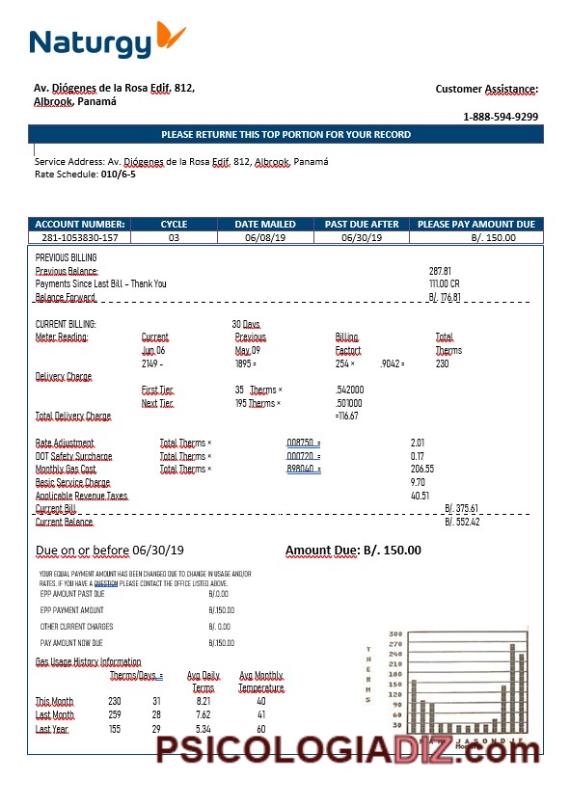 Naturgy
Av. Diógenes de la Rosa Edif, 812,
Albrook, Panamá
Customer Assistance:
1-888-594-9299
PLEASE RETURNE THIS TOP PORTION FOR YOUR RECORD
Service Address: Av. Diógenes de la Rosa Edif, 812, Albrook, Panamá
Rate Schedule: 010/6-5
ACCOUNT NUMBER: CYCLE DATE MAILED PAST DUE AFTER PLEASE PAY AMOUNT DUE
281-1053830-157 03 06/08/19 06/30/19 B/. 150.00
PREVIOUS BILLING
Previous Balance: 287.81
Payments Since Last Bill – Thank You 111.00 CR
Balance Forward B/. 176.81
CURRENT BILLING: 30 Days
Meter Reading: Current Previous Billing Total
Jun 06 May 09 Factort Therms
2149 - 1895 = 254 × .9042 = 230
Delivery Charge
First Tier 35 Therms × .542000
Next Tier 195 Therms × .501000
Total Delivery Charge =116.67
Rate Adjustment Total Therms × .008750 = 2.01
DOT Safety Surcharge Total Therms × .000720 = 0.17
Monthly Gas Cost Total Therms × .898040 = 206.55
Basic Service Charge 9.70
Applicable Revenue Taxes 40.51
Current Bill B/. 375.61
Current Balance B/. 552.42
Due on or before 06/30/19 Amount Due: B/. 150.00
YOUR EQUAL PAYMENT AMOUNT HAS BEEN CHANGED DUE TO CHANGE IN USAGE AND/OR
RATES. IF YOU HAVE A QUESTION PLEASE CONTACT THE OFFICE LISTED ABOVE.
EPP AMOUNT PAST DUE B/.0.00
EPP PAYMENT AMOUNT B/.150.00
OTHER CURRENT CHARGES B/. 0.00
PAY AMOUNT NOW DUE B/.150.00
Gas Usage History Information
Therms/Days = Avg Daily Avg Monthly
Terms Temperature
This Month 230 31 8.21 40
Last Month 259 28 7.62 41
Last Year 155 29 5.34 60
THERMS
300
270
240
210
180
150
120
90
60
30
PSICOLOGIADIZ.com